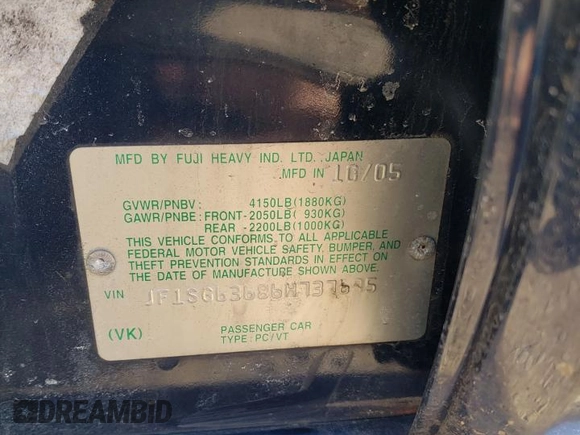 MFD BY FUJI HEAVY IND. LTD. JAPAN
MFD IN 10/05
GVWR/PNBV: 4150LB(1880KG)
GAWR/PNBE: FRONT-2050LB( 930KG)
REAR -2200LB(1000KG)
THIS VEHICLE CONFORMS TO ALL APPLICABLE
FEDERAL MOTOR VEHICLE SAFETY, BUMPER, AND
THEFT PREVENTION STANDARDS IN EFFECT ON
THE DATE OF MANUFACTURE SHOWN ABOVE.
VIN JF1SG63686H737695
(VK) PASSENGER CAR
TYPE: PC/VT
DREAMBID